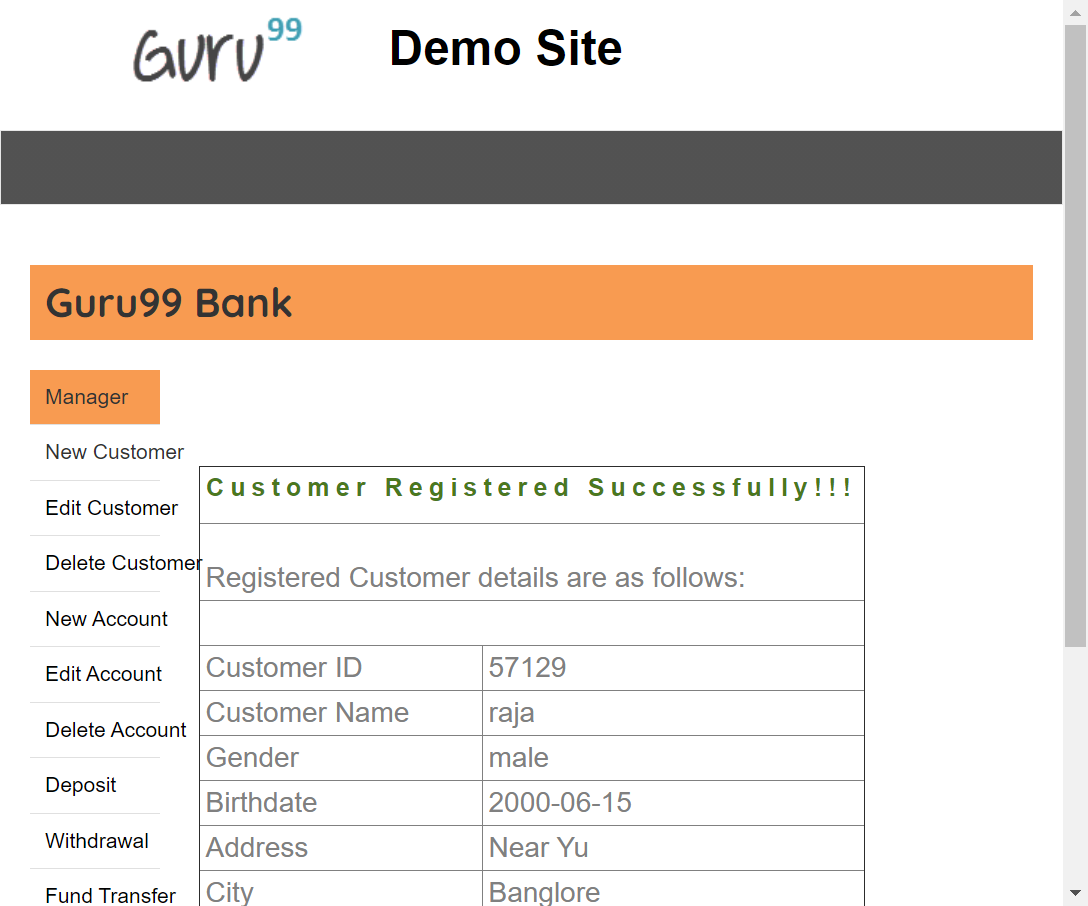 Guru99 Demo Site
Guru99 Bank
Manager
New Customer
Edit Customer
Delete Customer
New Account
Edit Account
Delete Account
Deposit
Withdrawal
Fund Transfer
Customer Registered Successfully!!!
Registered Customer details are as follows:
Customer ID 57129
Customer Name raja
Gender male
Birthdate 2000-06-15
Address Near Yu
City Banglore